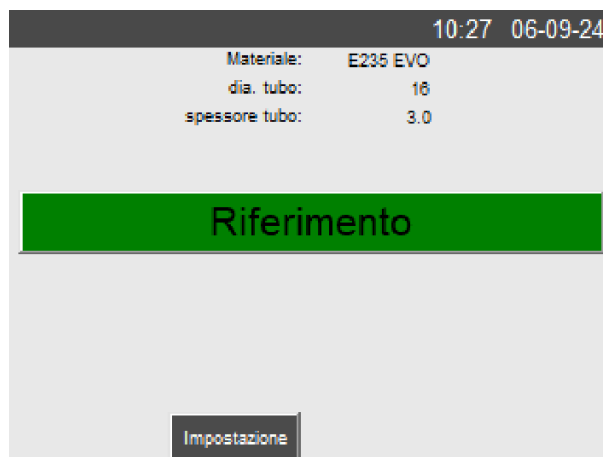 10:27 06-09-24
Materiale: E235 EVO
dia. tubo: 16
spessore tubo: 3.0
Riferimento
Impostazione